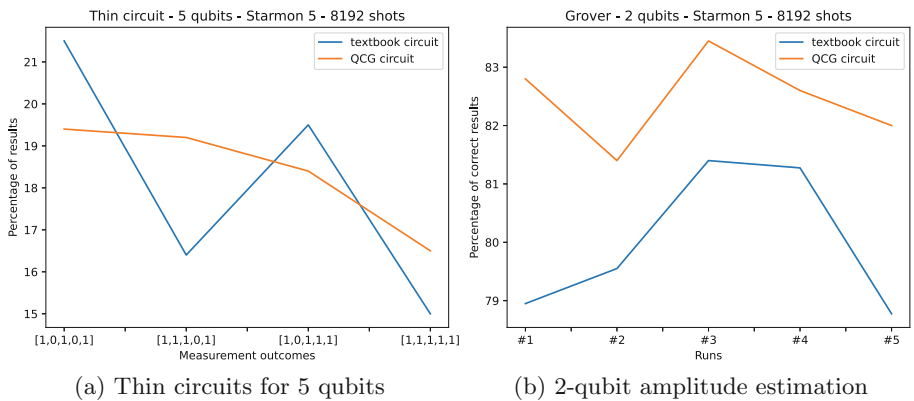 Thin circuit - 5 qubits - Starmon 5 - 8192 shots
textbook circuit
QCG circuit
Percentage of results
21
20
19
18
17
16
15
[1,0,1,0,1]
[1,1,1,0,1]
[1,0,1,1,1]
[1,1,1,1,1]
Measurement outcomes
(a) Thin circuits for 5 qubits
Grover - 2 qubits - Starmon 5 - 8192 shots
textbook circuit
QCG circuit
Percentage of correct results
83
82
81
80
79
#1
#2
#3
#4
#5
Runs
(b) 2-qubit amplitude estimation